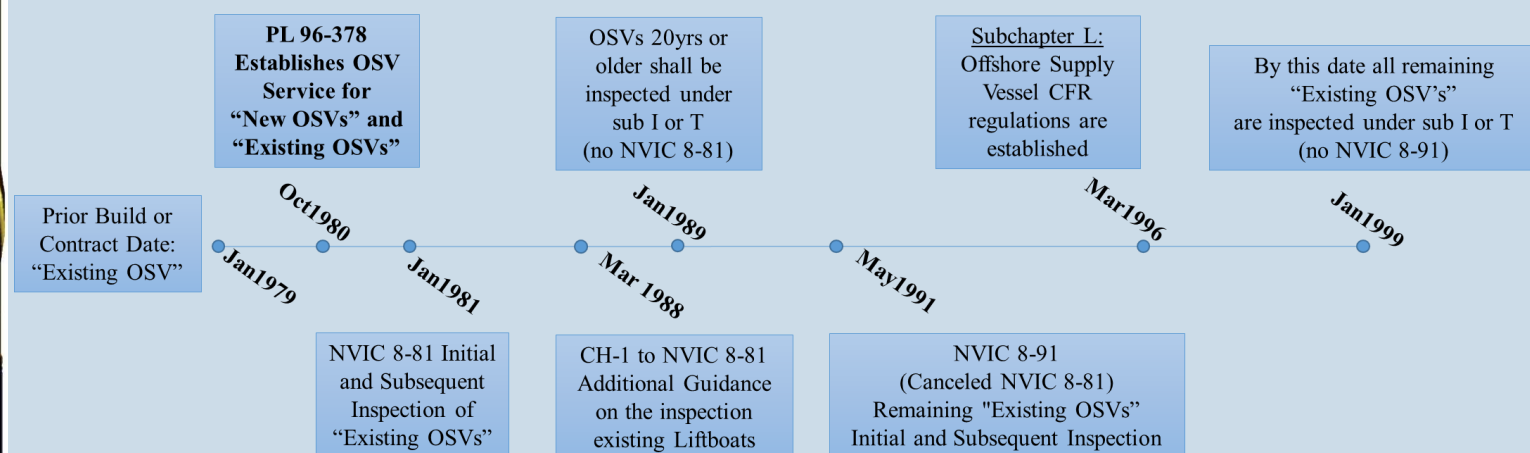 PL 96-378
Establishes OSV
Service for
“New OSVs” and
“Existing OSVs”
OSVs 20yrs or
older shall be
inspected under
sub I or T
(no NVIC 8-81)
Subchapter L:
Offshore Supply
Vessel CFR
regulations are
established
By this date all remaining
“Existing OSV’s”
are inspected under sub I or T
(no NVIC 8-91)
Prior Build or
Contract Date:
“Existing OSV”
Jan1979
Oct1980
Jan1981
Mar 1988
Jan1989
May1991
Mar1996
Jan1999
NVIC 8-81 Initial
and Subsequent
Inspection of
“Existing OSVs”
CH-1 to NVIC 8-81
Additional Guidance
on the inspection
existing Liftboats
NVIC 8-91
(Canceled NVIC 8-81)
Remaining "Existing OSVs”
Initial and Subsequent Inspection